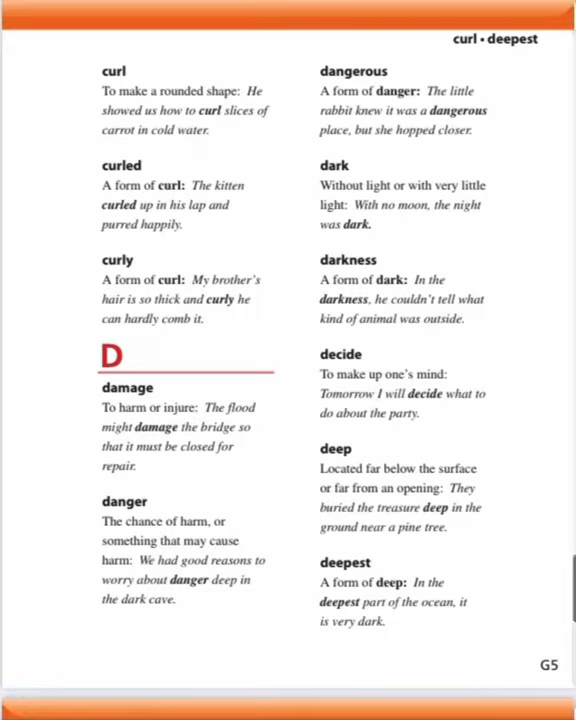 curl • deepest
curl
To make a rounded shape: He
showed us how to curl slices of
carrot in cold water.
curled
A form of curl: The kitten
curled up in his lap and
purred happily.
curly
A form of curl: My brother's
hair is so thick and curly he
can hardly comb it.
D
damage
To harm or injure: The flood
might damage the bridge so
that it must be closed for
repair.
danger
The chance of harm, or
something that may cause
harm: We had good reasons to
worry about danger deep in
the dark cave.
dangerous
A form of danger: The little
rabbit knew it was a dangerous
place, but she hopped closer.
dark
Without light or with very little
light: With no moon, the night
was dark.
darkness
A form of dark: In the
darkness, he couldn't tell what
kind of animal was outside.
decide
To make up one's mind:
Tomorrow I will decide what to
do about the party.
deep
Located far below the surface
or far from an opening: They
buried the treasure deep in the
ground near a pine tree.
deepest
A form of deep: In the
deepest part of the ocean, it
is very dark.
G5